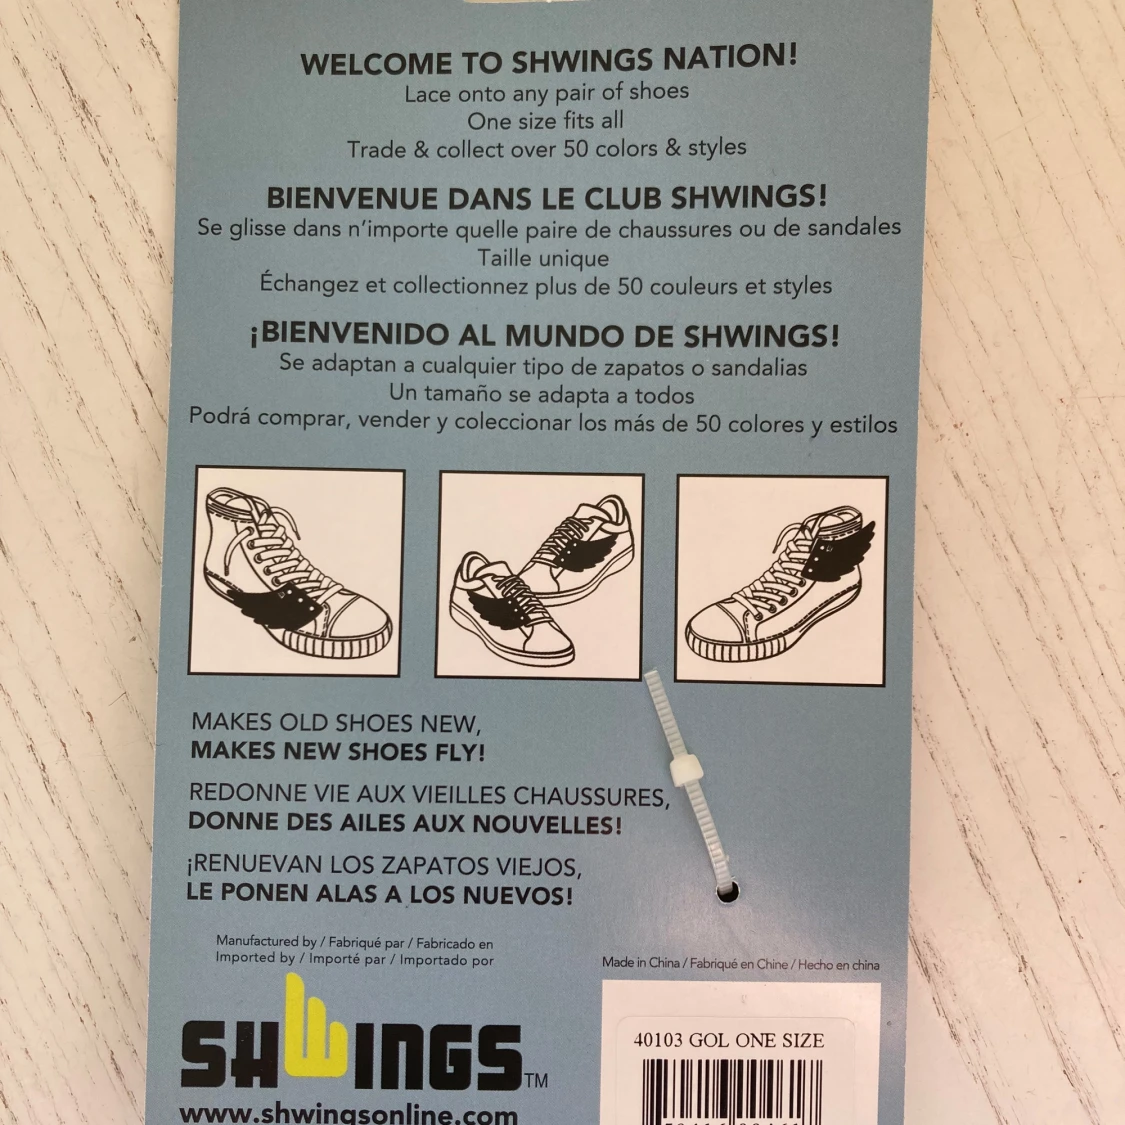 WELCOME TO SHWINGS NATION!
Lace onto any pair of shoes
One size fits all
Trade & collect over 50 colors & styles
BIENVENUE DANS LE CLUB SHWINGS!
Se glisse dans n'importe quelle paire de chaussures ou de sandales
Taille unique
Échangez et collectionnez plus de 50 couleurs et styles
¡BIENVENIDO AL MUNDO DE SHWINGS!
Se adaptan a cualquier tipo de zapatos o sandalias
Un tamaño se adapta a todos
Podrá comprar, vender y coleccionar los más de 50 colores y estilos
MAKES OLD SHOES NEW,
MAKES NEW SHOES FLY!
REDONNE VIE AUX VIEILLES CHAUSSURES,
DONNE DES AILES AUX NOUVELLES!
¡RENUEVAN LOS ZAPATOS VIEJOS,
LE PONEN ALAS A LOS NUEVOS!
Manufactured by / Fabriqué par / Fabricado en
Imported by / Importé par / Importado por
SHWINGS TM
www.shwingsonline.com
Made in China / Fabriqué en Chine / Hecho en china
40103 GOL ONE SIZE